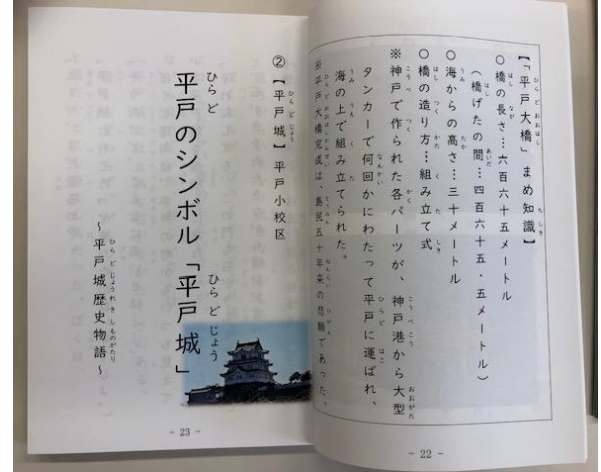 【「平戸大橋」まめ知識】
〇橋の長さ…六百六十五メートル
（橋げたの間…四百六十五・五メートル）
〇海からの高さ…三十メートル
〇橋の造り方…組み立て式
※神戸で作られた各パーツが、神戸港から大型
タンカーで何回かにわたって平戸に運ばれ、
海の上で組み立てられた。
※平戸大橋完成は、島民五十年来の悲願であった。
- 22 -
②【平戸城】平戸小校区
平戸のシンボル「平戸城」
～平戸城歴史物語～
- 23 -